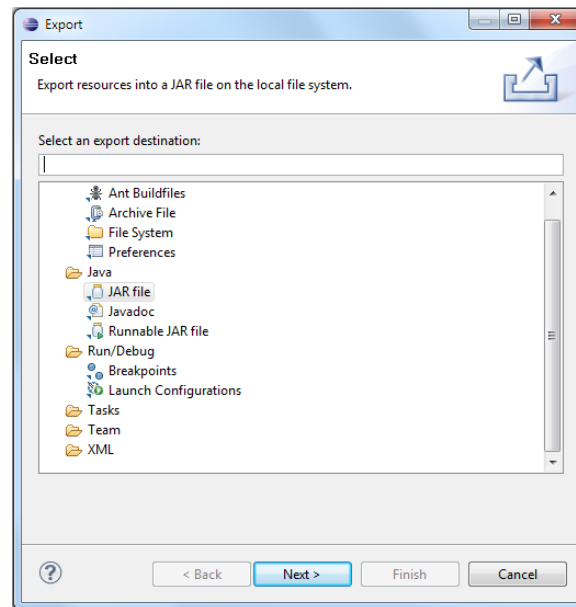 Export
Select
Export resources into a JAR file on the local file system.
Select an export destination:
Ant Buildfiles
Archive File
File System
Preferences
Java
JAR file
Javadoc
Runnable JAR file
Run/Debug
Breakpoints
Launch Configurations
Tasks
Team
XML
?
< Back Next > Finish Cancel